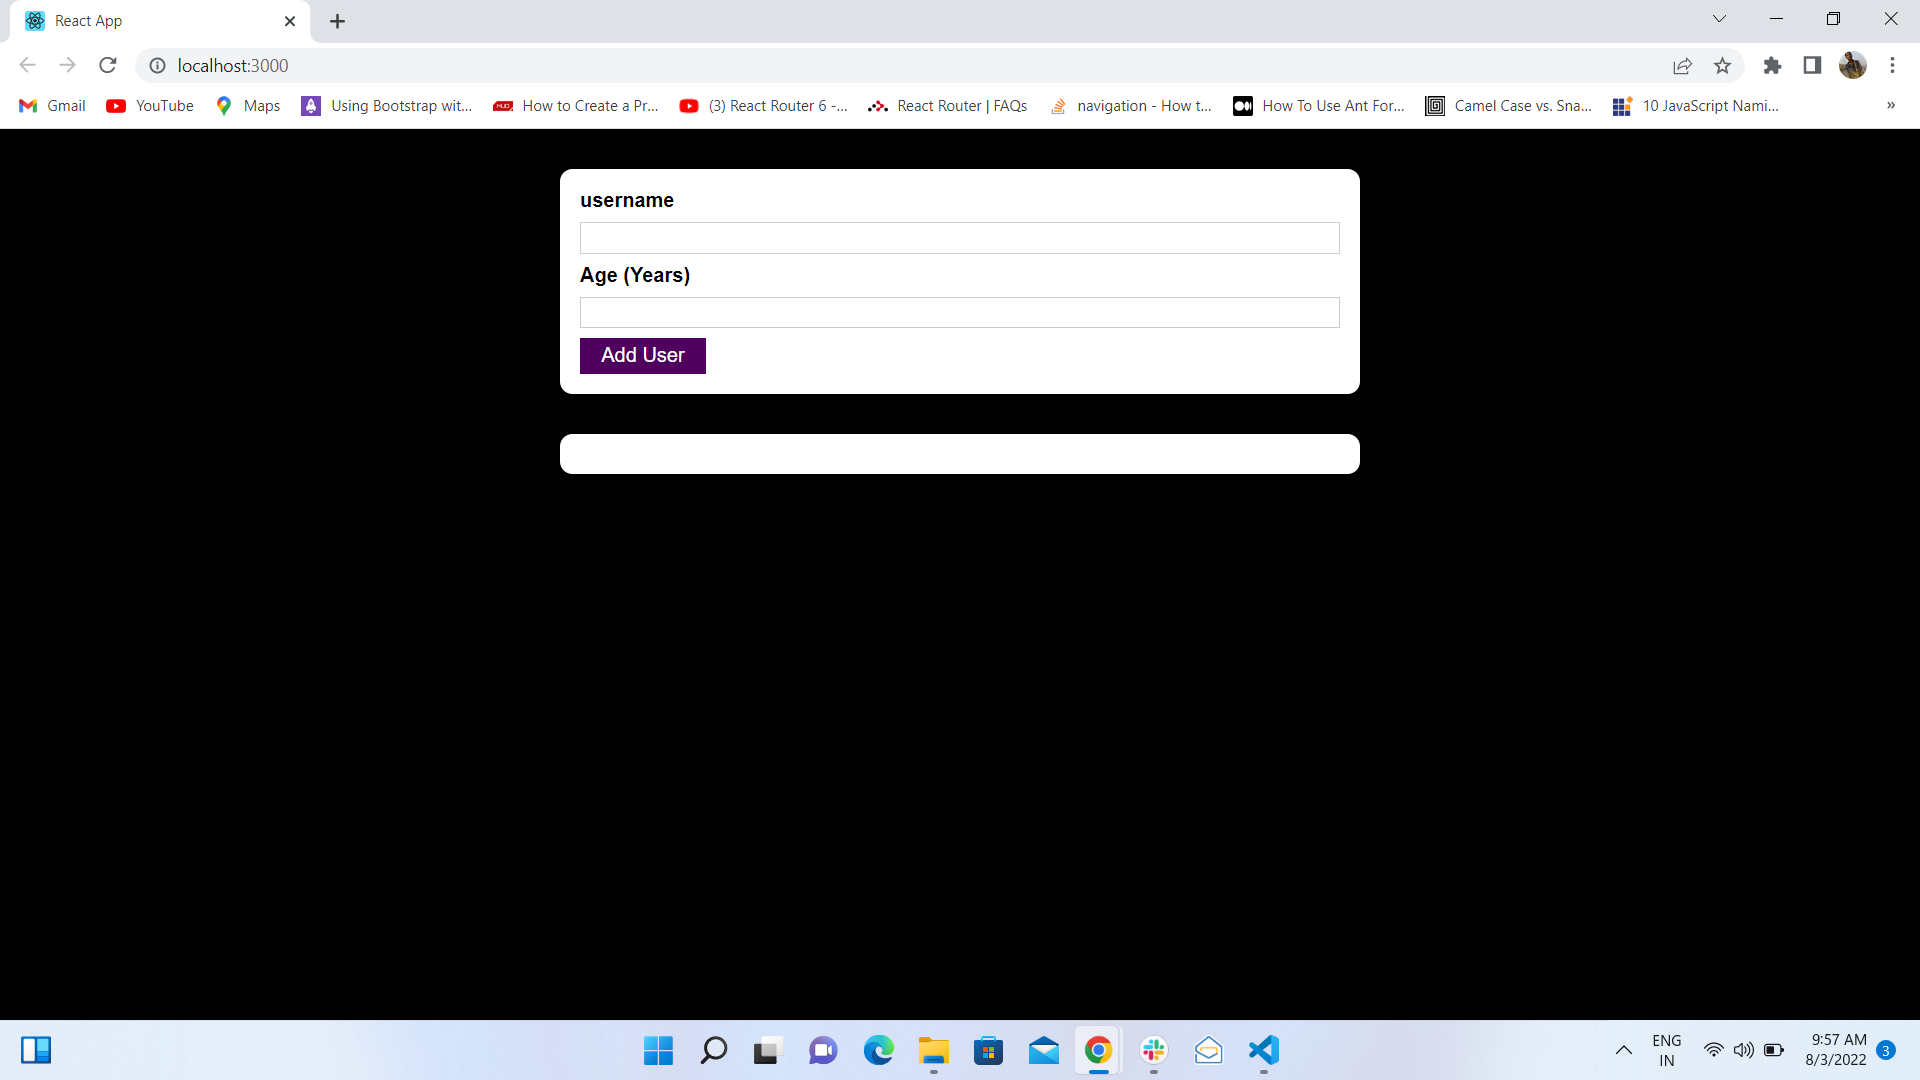 React App
localhost:3000
Gmail YouTube Maps Using Bootstrap wit... How to Create a Pr... (3) React Router 6 -... React Router | FAQs navigation - How t... How To Use Ant For... Camel Case vs. Sna... 10 JavaScript Nami... »
username
Age (Years)
Add User
ENG
IN
9:57 AM
8/3/2022
3